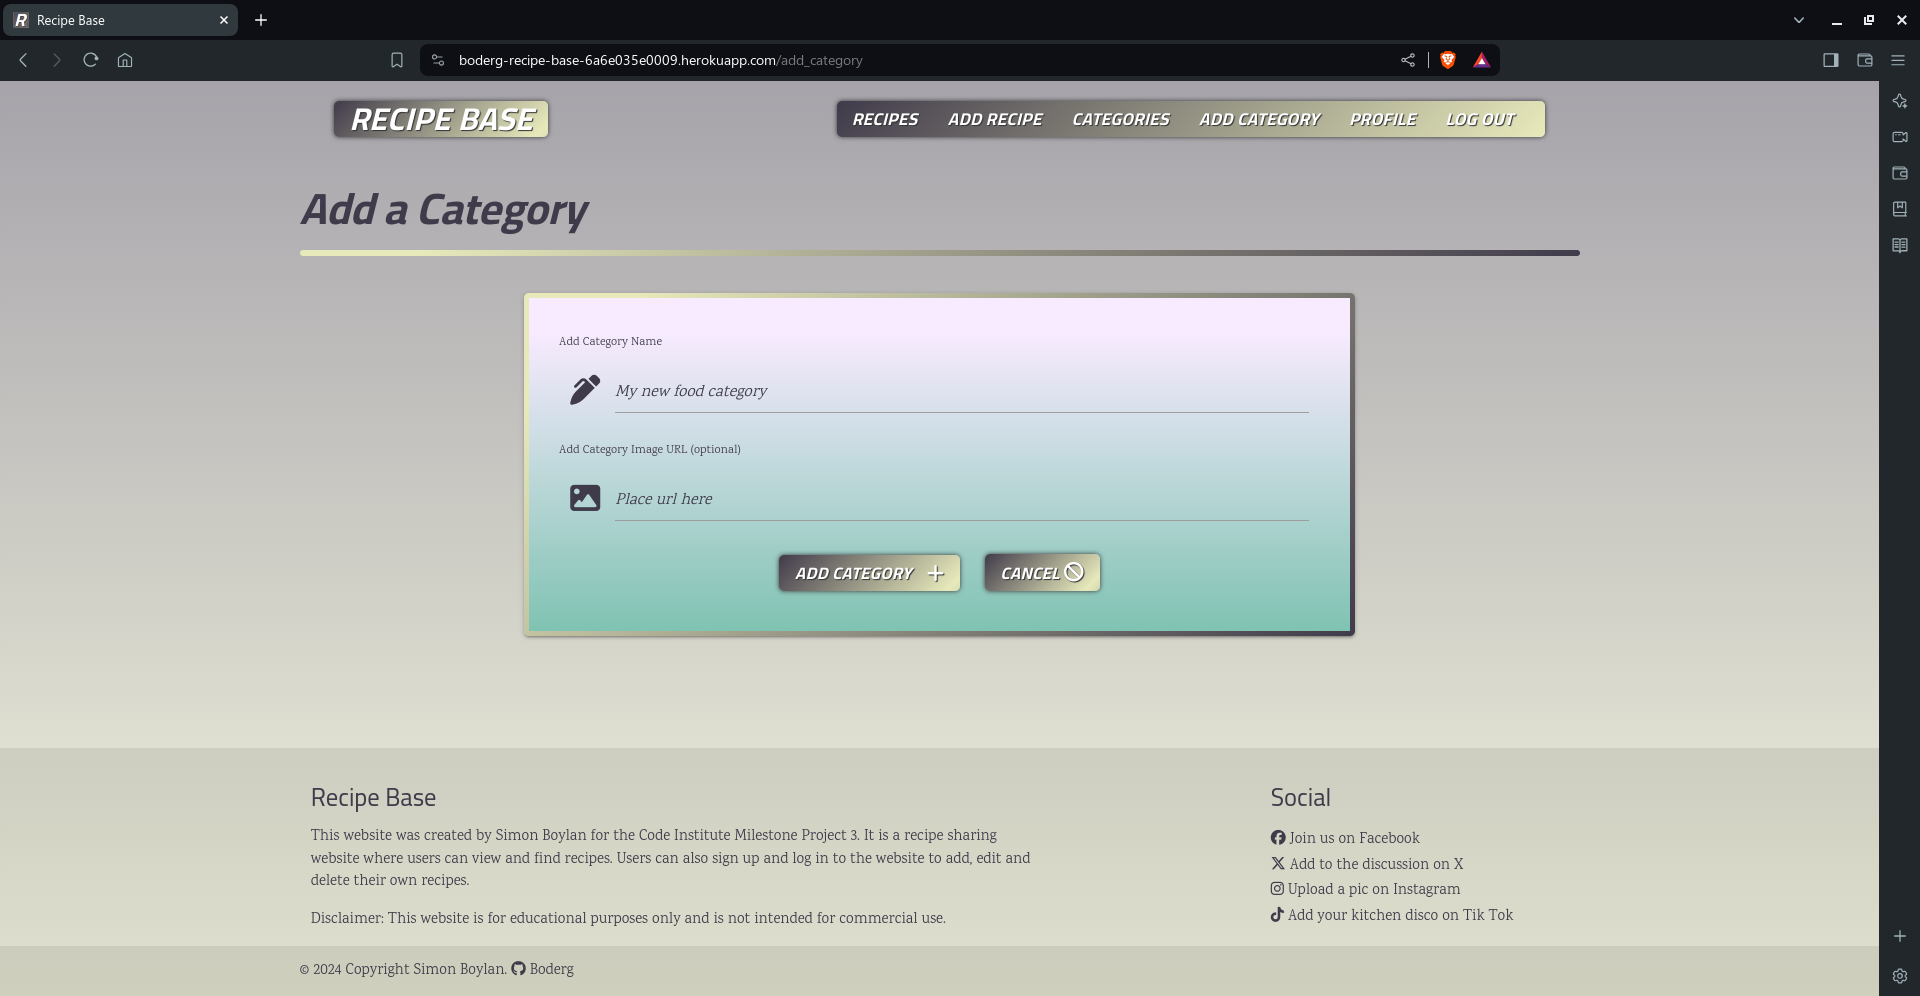 Recipe Base
boderg-recipe-base-6a6e035e0009.herokuapp.com/add_category
RECIPE BASE
RECIPES ADD RECIPE CATEGORIES ADD CATEGORY PROFILE LOG OUT
Add a Category
Add Category Name
My new food category
Add Category Image URL (optional)
Place url here
ADD CATEGORY
CANCEL
Recipe Base
This website was created by Simon Boylan for the Code Institute Milestone Project 3. It is a recipe sharing
website where users can view and find recipes. Users can also sign up and log in to the website to add, edit and
delete their own recipes.
Disclaimer: This website is for educational purposes only and is not intended for commercial use.
Social
Join us on Facebook
Add to the discussion on X
Upload a pic on Instagram
Add your kitchen disco on Tik Tok
© 2024 Copyright Simon Boylan. Boderg